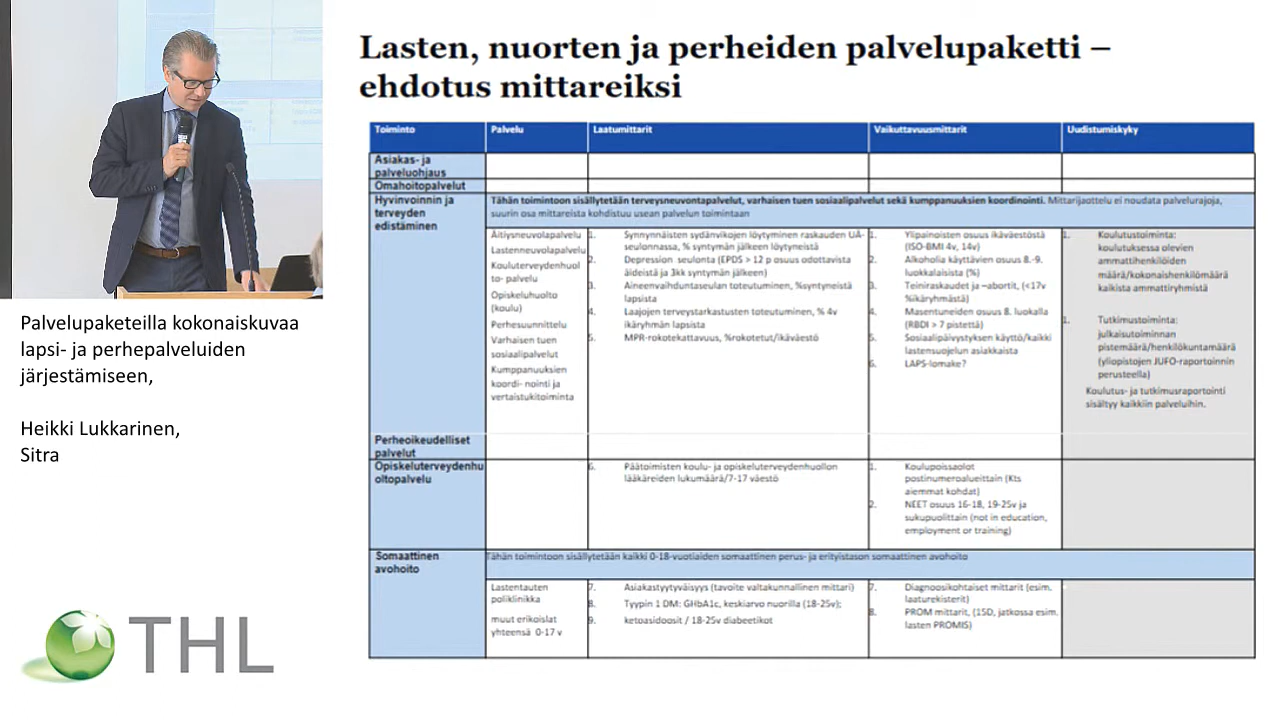 Lasten, nuorten ja perheiden palvelupaketti –
ehdotus mittareiksi
Toiminto
Palvelu
Laatumittarit
Vaikuttavuusmittarit
Uudistumiskyky
Asiakas- ja
palveluohjaus
Omahoitopalvelut
Hyvinvoinnin ja
terveyden
edistäminen
Tähän toimintoon sisällytetään terveysneuvontapalvelut, varhaisen tuen sosiaalipalvelut sekä kumppanuuksien koordinointi. Mittarijaottelu ei noudata palvelurajoja,
suurin osa mittareista kohdistuu usean palvelun toimintaan
Äitiysneuvolapalvelu
Lastenneuvolapalvelu
Kouluterveydenhuol
to- palvelu
Opiskeluhuolto
(koulu)
Perhesuunnittelu
Varhaisen tuen
sosiaalipalvelut
Kumppanuuksien
koordi- nointi ja
vertaistukitoiminta
1. Synnynnäisten sydänvikojen löytyminen raskauden UÄ-
seulonnassa, % syntymän jälkeen löytyneistä
2. Depression seulonta (EPDS > 12 p osuus odottavista
äideistä ja 3kk syntymän jälkeen)
3. Aineenvaihduntaseulan toteutuminen, %syntyneistä
lapsista
4. Laajojen terveystarkastusten toteutuminen, % 4v
ikäryhmän lapsista
5. MPR-rokotekattavuus, %rokotetut/ikäväestö
1. Ylipainoisten osuus ikäväestöstä
(ISO-BMI 4v, 14v)
2. Alkoholia käyttävien osuus 8.-9.
luokkalaisista (%)
3. Teiniraskaudet ja –abortit, (<17v
%ikäryhmästä)
4. Masentuneiden osuus 8. luokalla
(RBDI > 7 pistettä)
5. Sosiaalipäivystyksen käyttö/kaikki
lastensuojelun asiakkaista
6. LAPS-lomake?
1. Koulutustoiminta:
koulutuksessa olevien
ammattihenkilöiden
määrä/kokonaishenkilömäärä
kaikista ammattiryhmistä
1. Tutkimustoiminta:
julkaisutoiminnan
pistemäärä/henkilökuntamäärä
(yliopistojen JUFO-raportoinnin
perusteella)
Koulutus- ja tutkimusraportointi
sisältyy kaikkiin palveluihin.
Perheoikeudelliset
palvelut
Opiskeluterveydenhu
oltopalvelu
6. Päätoimisten koulu- ja opiskeluterveydenhuollon
lääkäreiden lukumäärä/7-17 väestö
1. Koulupoissaolot
postinumeroalueittain (Kts
aiemmat kohdat)
2. NEET osuus 16-18, 19-25v ja
sukupuolittain (not in education,
employment or training)
Somaattinen
avohoito
Tähän toimintoon sisällytetään kaikki 0-18-vuotiaiden somaattinen perus- ja erityistason somaattinen avohoito
Lastentauten
poliklinikka
muut erikoislat
yhteensä 0-17 v
7. Asiakastyytyväisyys (tavoite valtakunnallinen mittari)
8. Tyypin 1 DM: GHbA1c, keskiarvo nuorilla (18-25v);
9. ketoasidoosit / 18-25v diabeetikot
7. Diagnoosikohtaiset mittarit (esim.
laaturekisterit)
8. PROM mittarit, (15D, jatkossa esim.
lasten PROMIS)
Palvelupaketeilla kokonaiskuvaa
lapsi- ja perhepalveluiden
järjestämiseen,
Heikki Lukkarinen,
Sitra
THL